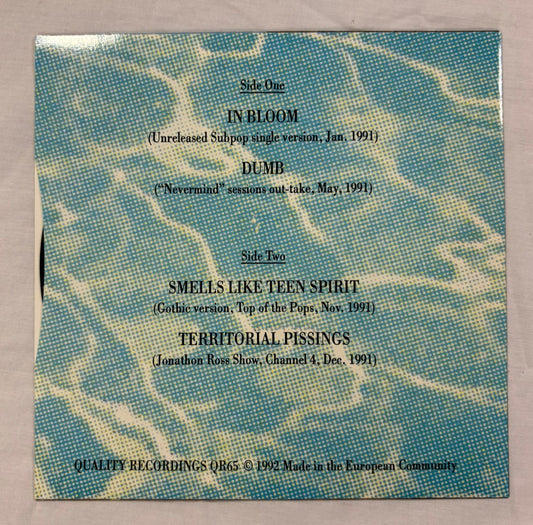 Side One
IN BLOOM
(Unreleased Subpop single version, Jan. 1991)
DUMB
("Nevermind" sessions out-take, May, 1991)
Side Two
SMELLS LIKE TEEN SPIRIT
(Gothic version, Top of the Pops, Nov. 1991)
TERRITORIAL PISSINGS
(Jonathon Ross Show, Channel 4, Dec. 1991)
QUALITY RECORDINGS QR65 © 1992 Made in the European Community